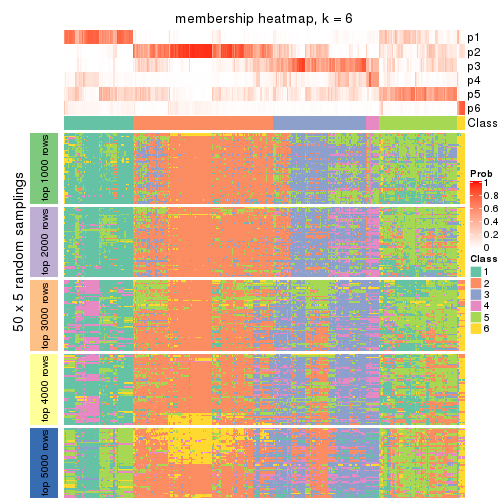 membership heatmap, k = 6
p1
p2
p3
p4
p5
p6
Class
50 x 5 random samplings
top 1000 rows
top 2000 rows
top 3000 rows
top 4000 rows
top 5000 rows
Prob
1
0.8
0.6
0.4
0.2
0
Class
1
2
3
4
5
6